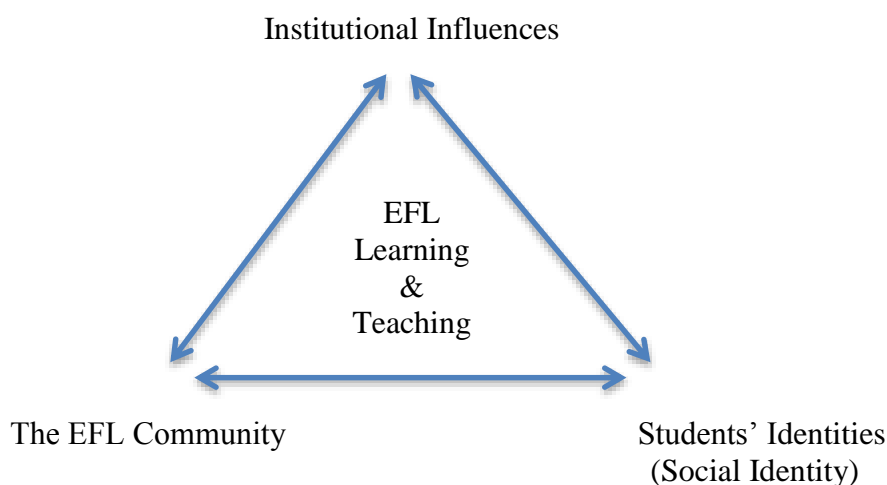 Institutional Influences
EFL
Learning
&
Teaching
The EFL Community
Students’ Identities
(Social Identity)